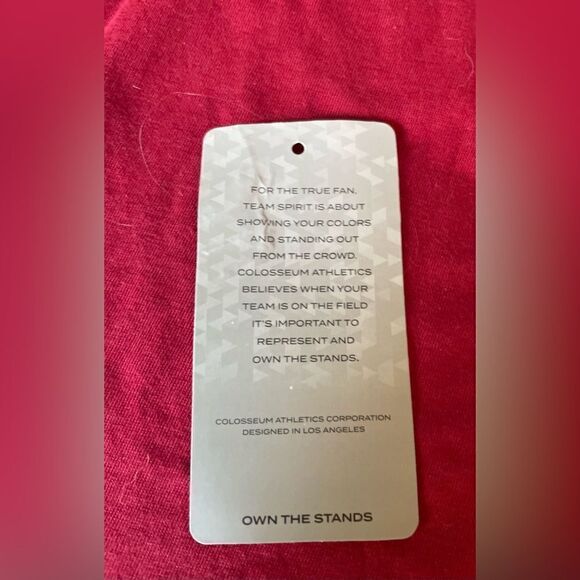 FOR THE TRUE FAN.
TEAM SPIRIT IS ABOUT
SHOWING YOUR COLORS
AND STANDING OUT
FROM THE CROWD.
COLOSSEUM ATHLETICS
BELIEVES WHEN YOUR
TEAM IS ON THE FIELD
IT'S IMPORTANT TO
REPRESENT AND
OWN THE STANDS.
COLOSSEUM ATHLETICS CORPORATION
DESIGNED IN LOS ANGELES
OWN THE STANDS